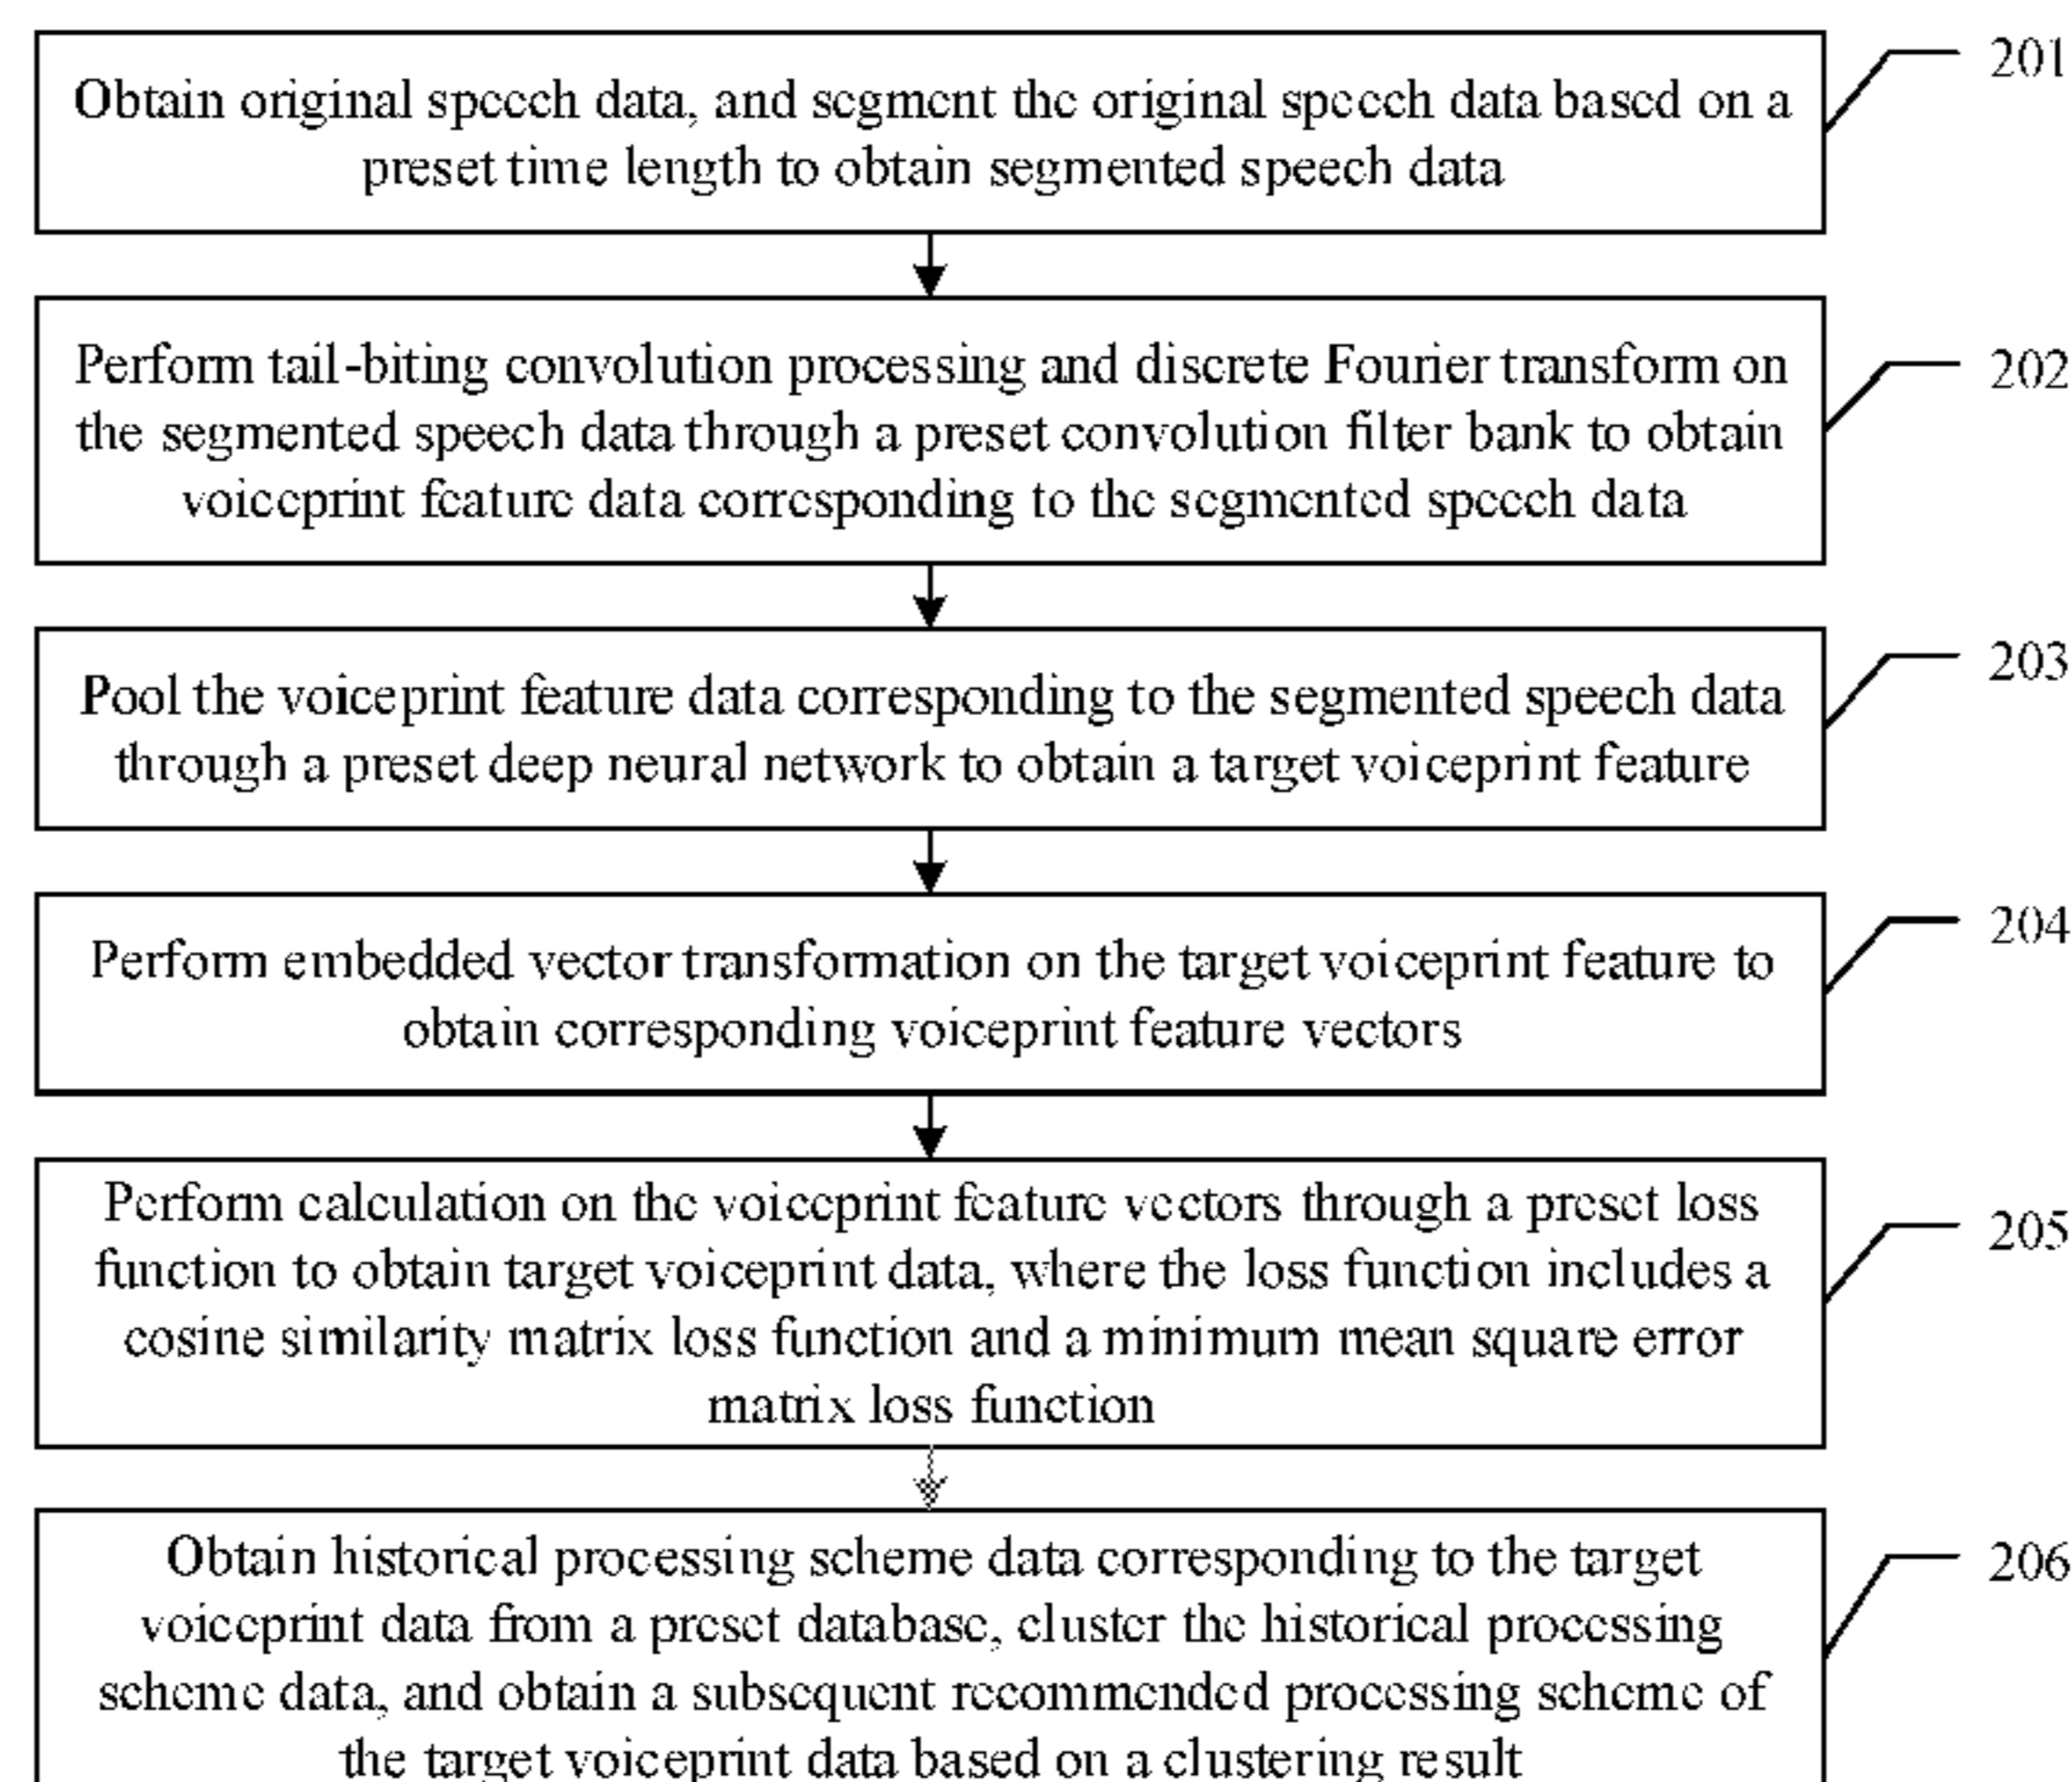 Obtain original speech data, and segment the original speech data based on a
preset time length to obtain segmented speech data
201
Perform tail-biting convolution processing and discrete Fourier transform on
the segmented speech data through a preset convolution filter bank to obtain
voiceprint feature data corresponding to the segmented speech data
202
Pool the voiceprint feature data corresponding to the segmented speech data
through a preset deep neural network to obtain a target voiceprint feature
203
Perform embedded vector transformation on the target voiceprint feature to
obtain corresponding voiceprint feature vectors
204
Perform calculation on the voiceprint feature vectors through a preset loss
function to obtain target voiceprint data, where the loss function includes a
cosine similarity matrix loss function and a minimum mean square error
matrix loss function
205
Obtain historical processing scheme data corresponding to the target
voiceprint data from a preset database, cluster the historical processing
scheme data, and obtain a subsequent recommended processing scheme of
the target voiceprint data based on a clustering result
206